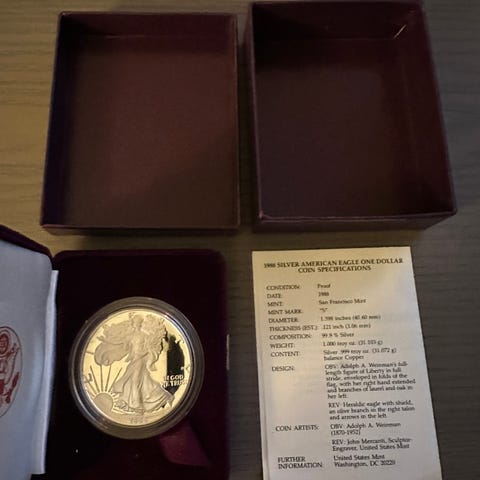 1986 SILVER AMERICAN EAGLE ONE DOLLAR
COIN SPECIFICATIONS
CONDITION: Proof
DATE: 1986
MINT: San Francisco Mint
MINT MARK: "S"
DIAMETER: 1.598 inches (40.60 mm)
THICKNESS (EST.): .121 inch (3.06 mm)
COMPOSITION: 99.9 % Silver
WEIGHT: 1.000 troy oz. (31.103 g)
CONTENT: Silver .999 troy oz. (31.072 g)
balance Copper
DESIGN: OBV: Adolph A. Weinman's full-
length figure of Liberty in full
stride, enveloped in folds of the
flag, with her right hand extended
and branches of laurel and oak in
her left.
REV: Heraldic eagle with shield,
an olive branch in the right talon
and arrows in the left.
COIN ARTISTS: OBV: Adolph A. Weinman
(1870-1952)
REV: John Mercanti, Sculptor-
Engraver, United States Mint
FURTHER United States Mint
INFORMATION: Washington, DC 20220
GOD
WE TRUST